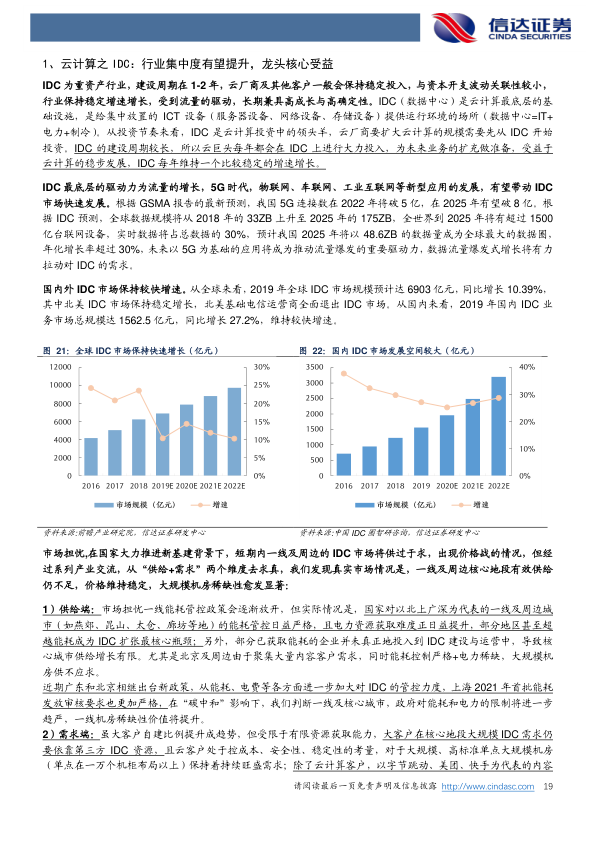 信达证券
CINDA SECURITIES
1、云计算之 IDC：行业集中度有望提升，龙头核心受益
IDC 为重资产行业，建设周期在 1-2 年，云厂商及其他客户一般会保持稳定投入，与资本开支波动关联性较小，
行业保持稳定增速增长，受到流量的驱动，长期兼具高成长与高确定性。IDC（数据中心）是云计算最底层的基
础设施，是给集中放置的 ICT 设备（服务器设备、网络设备、存储设备）提供运行环境的场所（数据中心=IT+
电力+制冷）。从投资节奏来看，IDC 是云计算投资中的领头羊，云厂商要扩大云计算的规模需要先从 IDC 开始
投资。IDC 的建设周期较长，所以云巨头每年都会在 IDC 上进行大力投入，为未来业务的扩充做准备，受益于
云计算的稳步发展，IDC 每年维持一个比较稳定的增速增长。
IDC 最底层的驱动力为流量的增长，5G 时代，物联网、车联网、工业互联网等新型应用的发展，有望带动 IDC
市场快速发展。根据 GSMA 报告的最新预测，我国 5G 连接数在 2022 年将破 5 亿，在 2025 年有望破 8 亿。根
据 IDC 预测，全球数据规模将从 2018 年的 33ZB 上升至 2025 年的 175ZB，全世界到 2025 年将有超过 1500
亿台联网设备，实时数据将占总数据的 30%，预计我国 2025 年将以 48.6ZB 的数据量成为全球最大的数据圈，
年化增长率超过 30%，未来以 5G 为基础的应用将成为推动流量爆发的重要驱动力，数据流量爆发式增长将有力
拉动对 IDC 的需求。
国内外 IDC 市场保持较快增速。从全球来看，2019 年全球 IDC 市场规模预计达 6903 亿元，同比增长 10.39%，
其中北美 IDC 市场保持稳定增长，北美基础电信运营商全面退出 IDC 市场。从国内来看，2019 年国内 IDC 业
务市场总规模达 1562.5 亿元，同比增长 27.2%，维持较快增速。
图 21：全球 IDC 市场保持快速增长（亿元）
12000
10000
8000
6000
4000
2000
0
30%
25%
20%
15%
10%
5%
0%
2016 2017 2018 2019E 2020E 2021E 2022E
市场规模（亿元） 增速
资料来源:前瞻产业研究院，信达证券研发中心
图 22：国内 IDC 市场发展空间较大（亿元）
3500
3000
2500
2000
1500
1000
500
0
40%
30%
20%
10%
0%
2016 2017 2018 2019 2020E 2021E 2022E
市场规模（亿元） 增速
资料来源:中国 IDC 圈智研咨询，信达证券研发中心
市场担忧,在国家大力推进新基建背景下，短期内一线及周边的 IDC 市场将供过于求，出现价格战的情况，但经
过系列产业交流，从“供给+需求”两个维度去求真，我们发现真实市场情况是，一线及周边核心地段有效供给
仍不足，价格维持稳定，大规模机房稀缺性愈发显著：
1）供给端：市场担忧一线能耗管控政策会逐渐放开，但实际情况是，国家对以北上广深为代表的一线及周边城
市（如燕郊、昆山、太仓、廊坊等地）的能耗管控日益严格，且电力资源获取难度正日益提升，部分地区甚至超
越能耗成为 IDC 扩张最核心瓶颈；另外，部分已获取能耗的企业并未真正地投入到 IDC 建设与运营中，导致核
心城市供给增长有限。尤其是北京及周边由于聚集大量内容客户需求，同时能耗控制严格+电力稀缺，大规模机
房供不应求。
近期广东和北京相继出台新政策，从能耗、电费等各方面进一步加大对 IDC 的管控力度，上海 2021 年首批能耗
发放审核要求也更加严格，在“碳中和”影响下，我们判断一线及核心城市，政府对能耗和电力的限制将进一步
趋严，一线机房稀缺性价值将提升。
2）需求端：虽大客户自建比例提升成趋势，但受限于有限资源获取能力，大客户在核心地段大规模 IDC 需求仍
要依靠第三方 IDC 资源，且云客户处于控成本、安全性、稳定性的考量，对于大规模、高标准单点大规模机房
（单点在一万个机柜布局以上）保持着持续旺盛需求；除了云计算客户，以字节跳动、美团、快手为代表的内容
请阅读最后一页免责声明及信息披露 http://www.cindasc.com 19